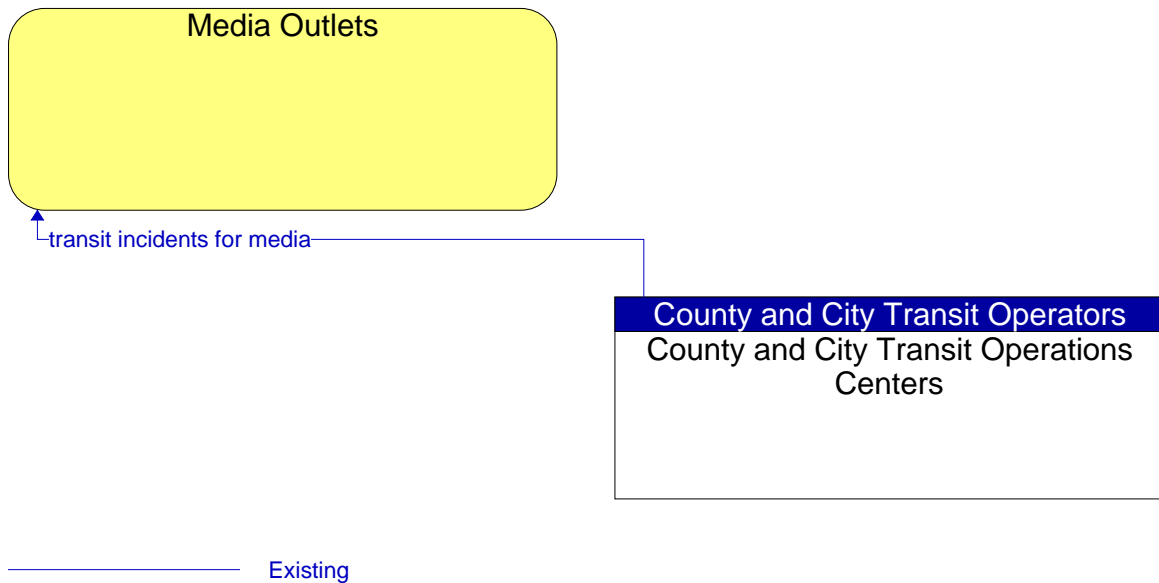 Media Outlets
transit incidents for media
County and City Transit Operators
County and City Transit Operations
Centers
Existing